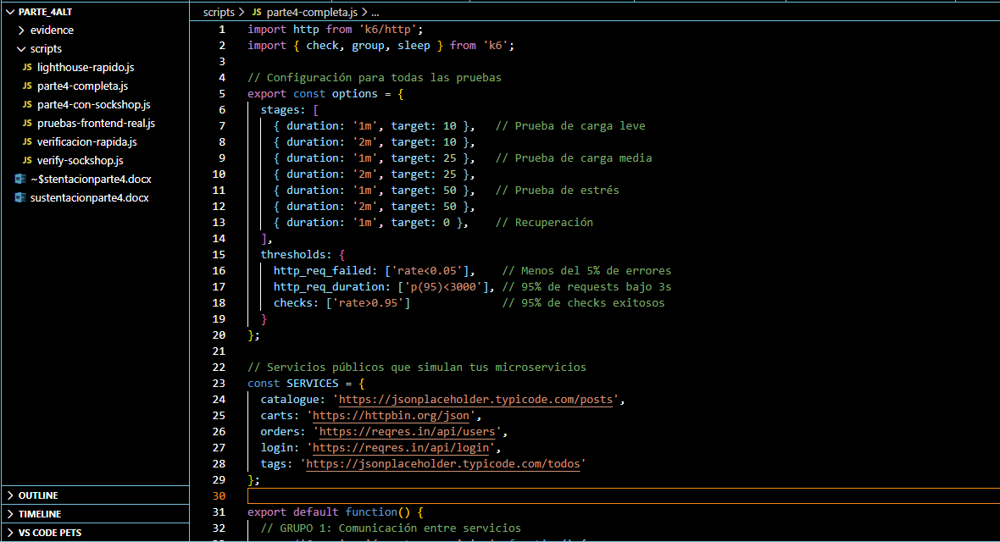 PARTE_4ALT
evidence
scripts
JS lighthouse-rapido.js
JS parte4-completa.js
JS parte4-con-sockshop.js
JS pruebas-frontend-real.js
JS verificacion-rapida.js
JS verify-sockshop.js
~$stentacionparte4.docx
sustentacionparte4.docx
OUTLINE
TIMELINE
VS CODE PETS
scripts > JS parte4-completa.js > ...
1 import http from 'k6/http';
2 import { check, group, sleep } from 'k6';
3
4 // Configuración para todas las pruebas
5 export const options = {
6 stages: [
7 { duration: '1m', target: 10 }, // Prueba de carga leve
8 { duration: '2m', target: 10 },
9 { duration: '1m', target: 25 }, // Prueba de carga media
10 { duration: '2m', target: 25 },
11 { duration: '1m', target: 50 }, // Prueba de estrés
12 { duration: '2m', target: 50 },
13 { duration: '1m', target: 0 }, // Recuperación
14 ],
15 thresholds: {
16 http_req_failed: ['rate<0.05'], // Menos del 5% de errores
17 http_req_duration: ['p(95)<3000'], // 95% de requests bajo 3s
18 checks: ['rate>0.95'] // 95% de checks exitosos
19 }
20 };
21
22 // Servicios públicos que simulan tus microservicios
23 const SERVICES = {
24 catalogue: 'https://jsonplaceholder.typicode.com/posts',
25 carts: 'https://httpbin.org/json',
26 orders: 'https://reqres.in/api/users',
27 login: 'https://reqres.in/api/login',
28 tags: 'https://jsonplaceholder.typicode.com/todos'
29 };
30
31 export default function() {
32 // GRUPO 1: Comunicación entre servicios